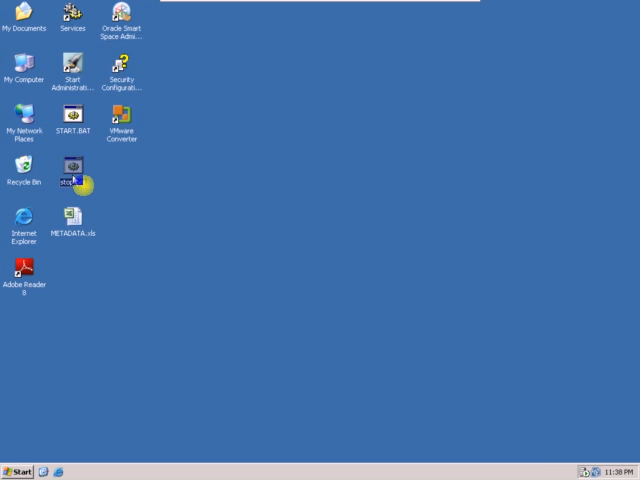 My Documents
Services
Oracle Smart
Space Admi...
My Computer
Start
Administrati...
Security
Configurati...
My Network
Places
START.BAT
VMware
Converter
Recycle Bin
Internet
Explorer
METADATA.xls
Adobe Reader
8
Start
11:38 PM